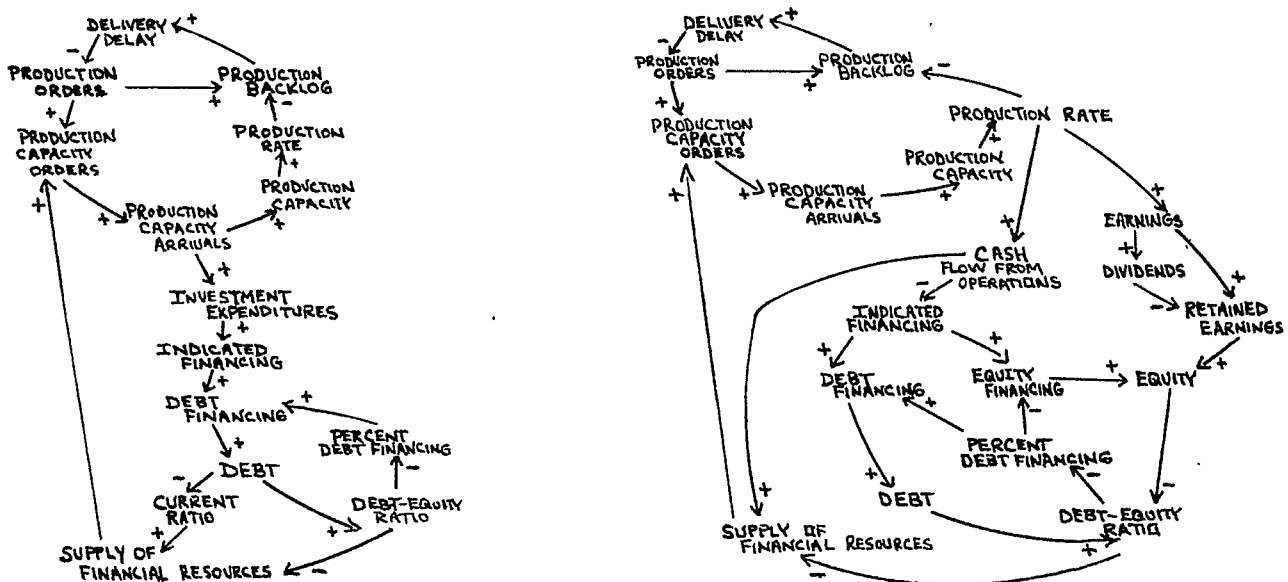 DELIVERY
DELAY
+
−
PRODUCTION
ORDERS
+
PRODUCTION
BACKLOG
−
+
PRODUCTION
CAPACITY
ORDERS
PRODUCTION
RATE
+
+
PRODUCTION
CAPACITY
+
PRODUCTION
CAPACITY
ARRIVALS
+
+
INVESTMENT
EXPENDITURES
+
INDICATED
FINANCING
+
DEBT
FINANCING
+
+
PERCENT
DEBT FINANCING
−
DEBT
−
CURRENT
RATIO
DEBT-EQUITY
RATIO
+
+
SUPPLY OF
FINANCIAL RESOURCES
−
DELIVERY
DELAY
+
−
PRODUCTION
ORDERS
+
PRODUCTION
BACKLOG
−
+
PRODUCTION
CAPACITY
ORDERS
PRODUCTION RATE
+
PRODUCTION
CAPACITY
+
+
PRODUCTION
CAPACITY
ARRIVALS
+
+
EARNINGS
+
+
CASH
FLOW FROM
OPERATIONS
DIVIDENDS
+
−
−
RETAINED
EARNINGS
INDICATED
FINANCING
+
+
+
DEBT
FINANCING
EQUITY
FINANCING
+
EQUITY
+
−
PERCENT
DEBT FINANCING
−
+
−
DEBT
+
DEBT-EQUITY
RATIO
+
SUPPLY OF
FINANCIAL RESOURCES
−